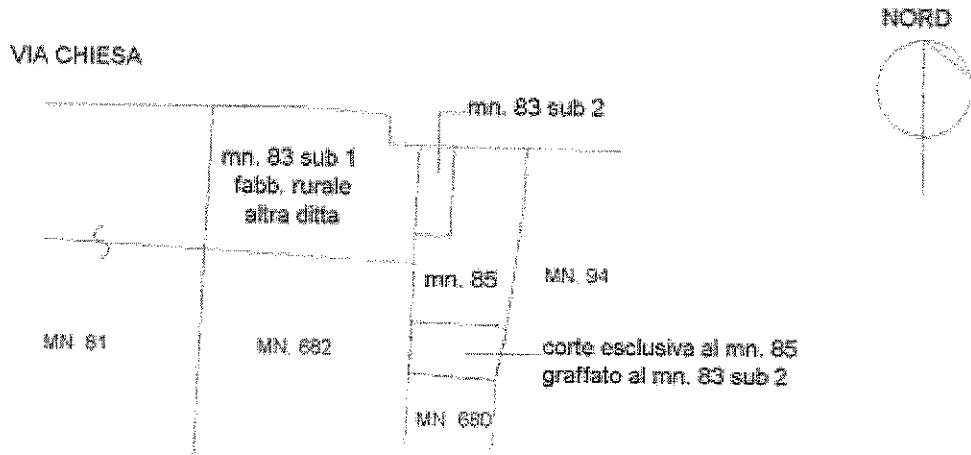 NORD
VIA CHIESA
mn. 83 sub 2
mn. 83 sub 1
fabb. rurale
altra ditta
mn. 85
MN. 94
MN 81
MN. 682
corte esclusiva al mn. 85
graffato al mn. 83 sub 2
MN 680